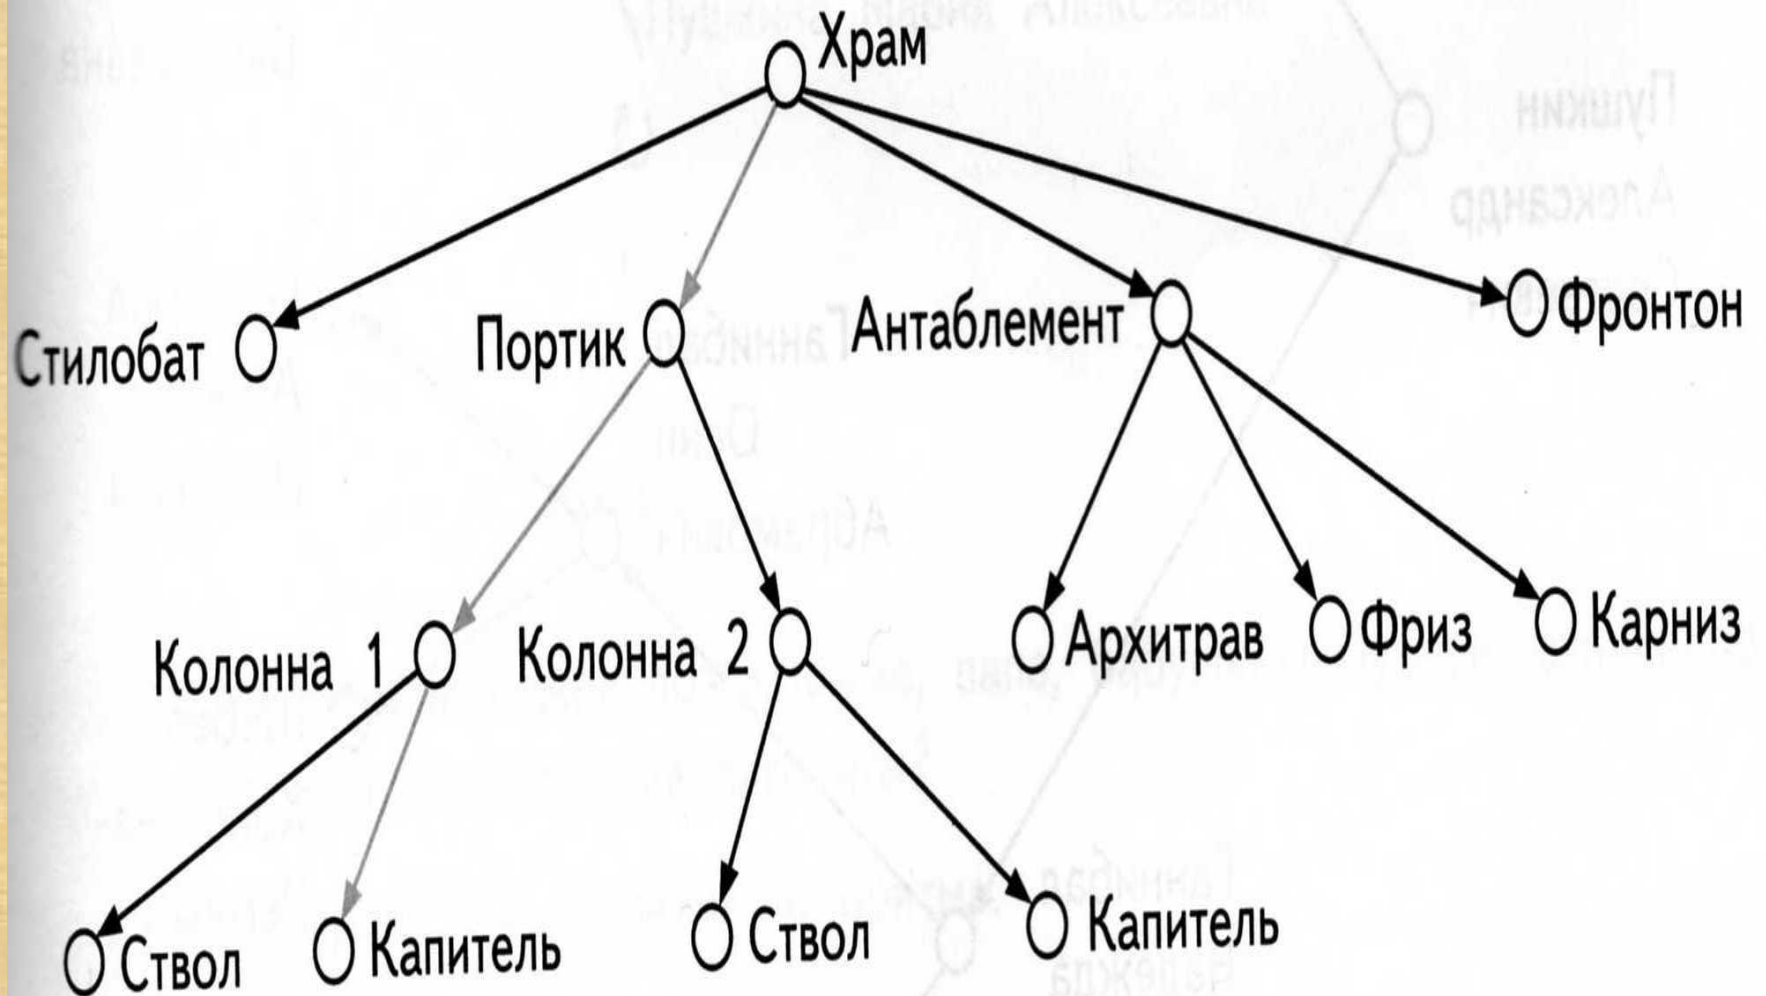 Храм
Стилобат
Портик
Антаблемент
Фронтон
Колонна 1
Колонна 2
Архитрав
Фриз
Карниз
Ствол
Капитель
Ствол
Капитель